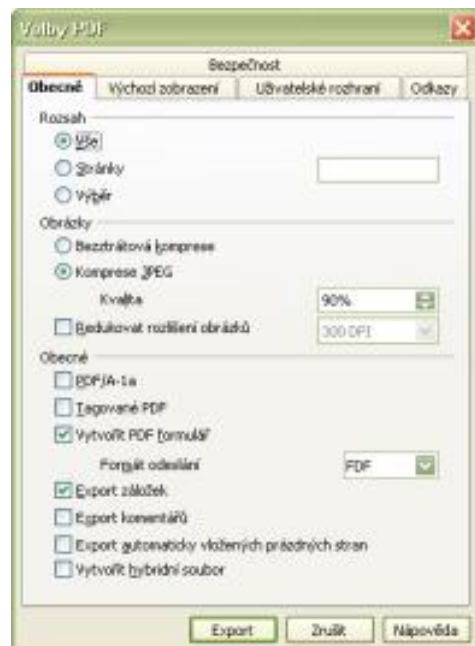 Volby PDF
Bezpečnost
Obecné Výchozí zobrazení Uživatelské rozhraní Odkazy
Rozsah
Vše
Stránky
Výběr
Obrázky
Bezztrátová komprese
Komprese JPEG
Kvalita 90%
Redukovat rozlišení obrázků 300 DPI
Obecné
PDF/A-1a
Tagované PDF
Vytvořit PDF formulář
Formát odesílání FDF
Export záložek
Export komentářů
Export automaticky vložených prázdných stran
Vytvořit hybridní soubor
Export Zrušit Nápověda